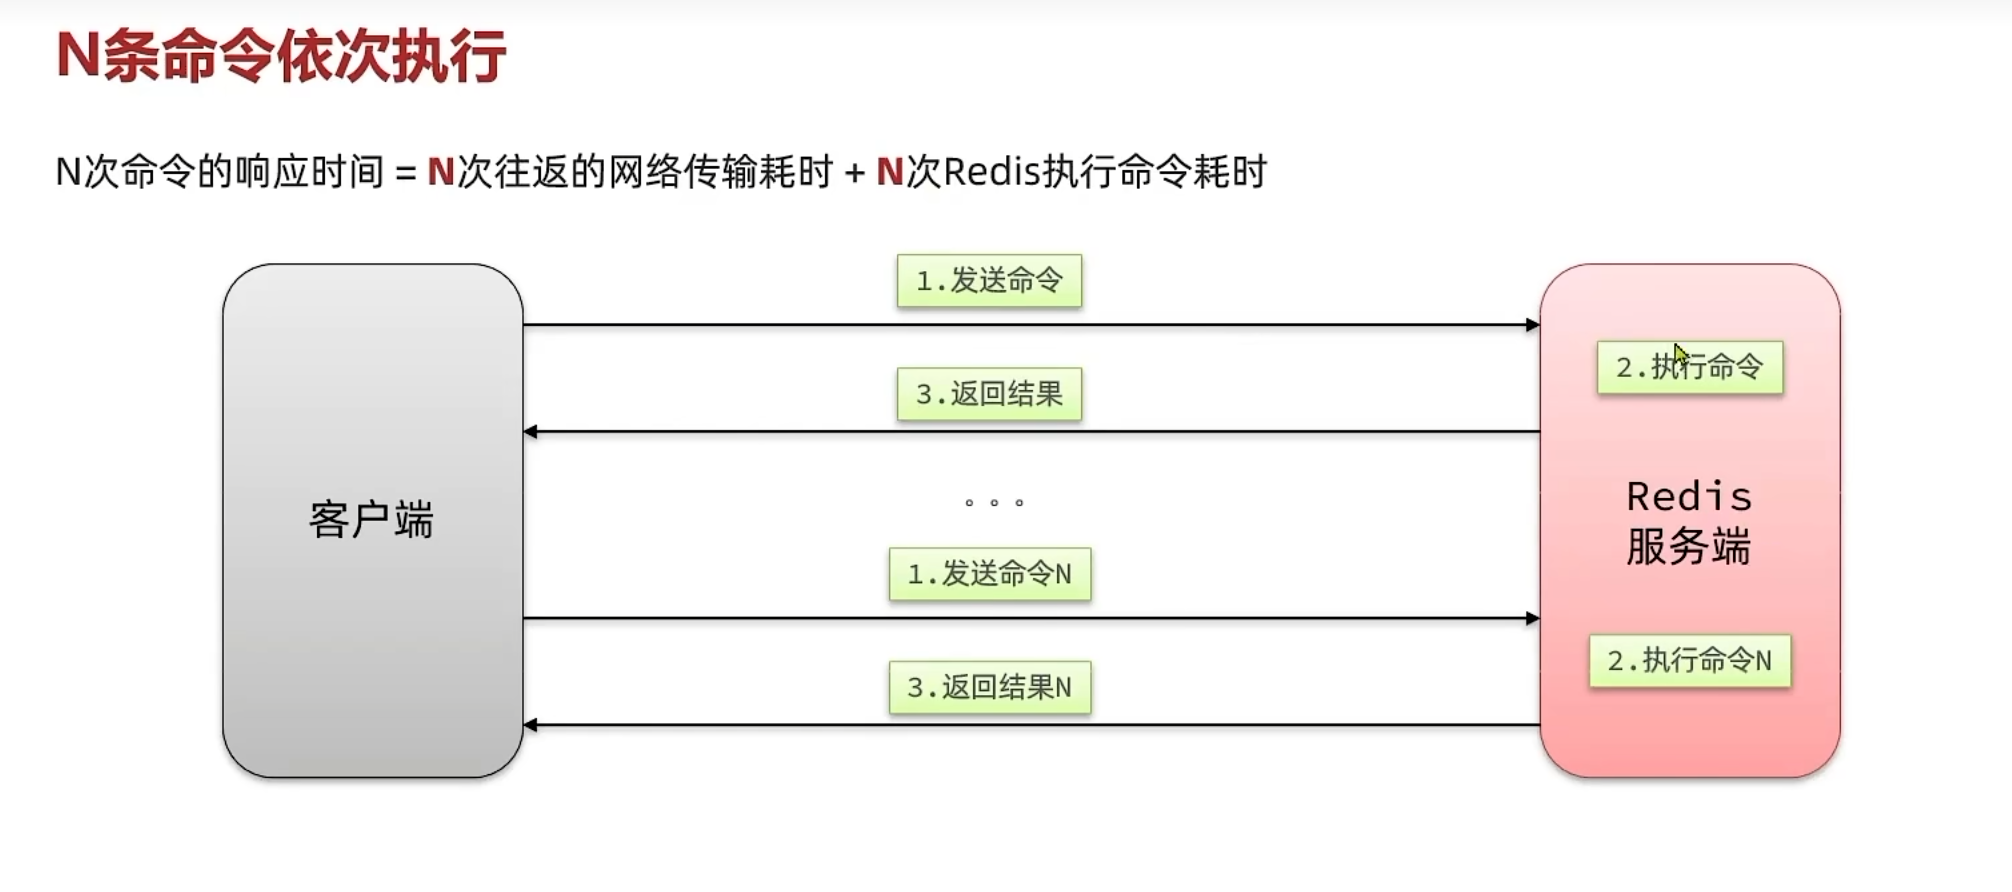 N条命令依次执行
N次命令的响应时间 = N次往返的网络传输耗时 + N次Redis执行命令耗时
1.发送命令
2.执行命令
3.返回结果
客户端
。。。
Redis
服务端
1.发送命令N
2.执行命令N
3.返回结果N